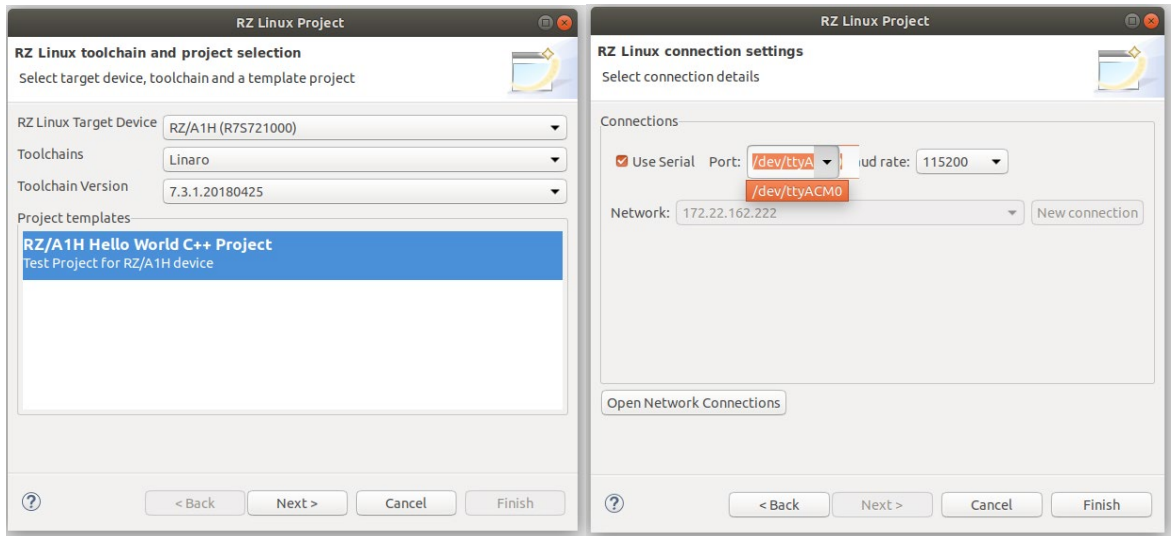 RZ Linux Project
RZ Linux toolchain and project selection
Select target device, toolchain and a template project
RZ Linux Target Device RZ/A1H (R7S721000)
Toolchains Linaro
Toolchain Version 7.3.1.20180425
Project templates
RZ/A1H Hello World C++ Project
Test Project for RZ/A1H device
< Back Next > Cancel Finish
RZ Linux Project
RZ Linux connection settings
Select connection details
Connections
Use Serial Port: /dev/ttyA aud rate: 115200
/dev/ttyACM0
Network: 172.22.162.222 New connection
Open Network Connections
< Back Next > Cancel Finish